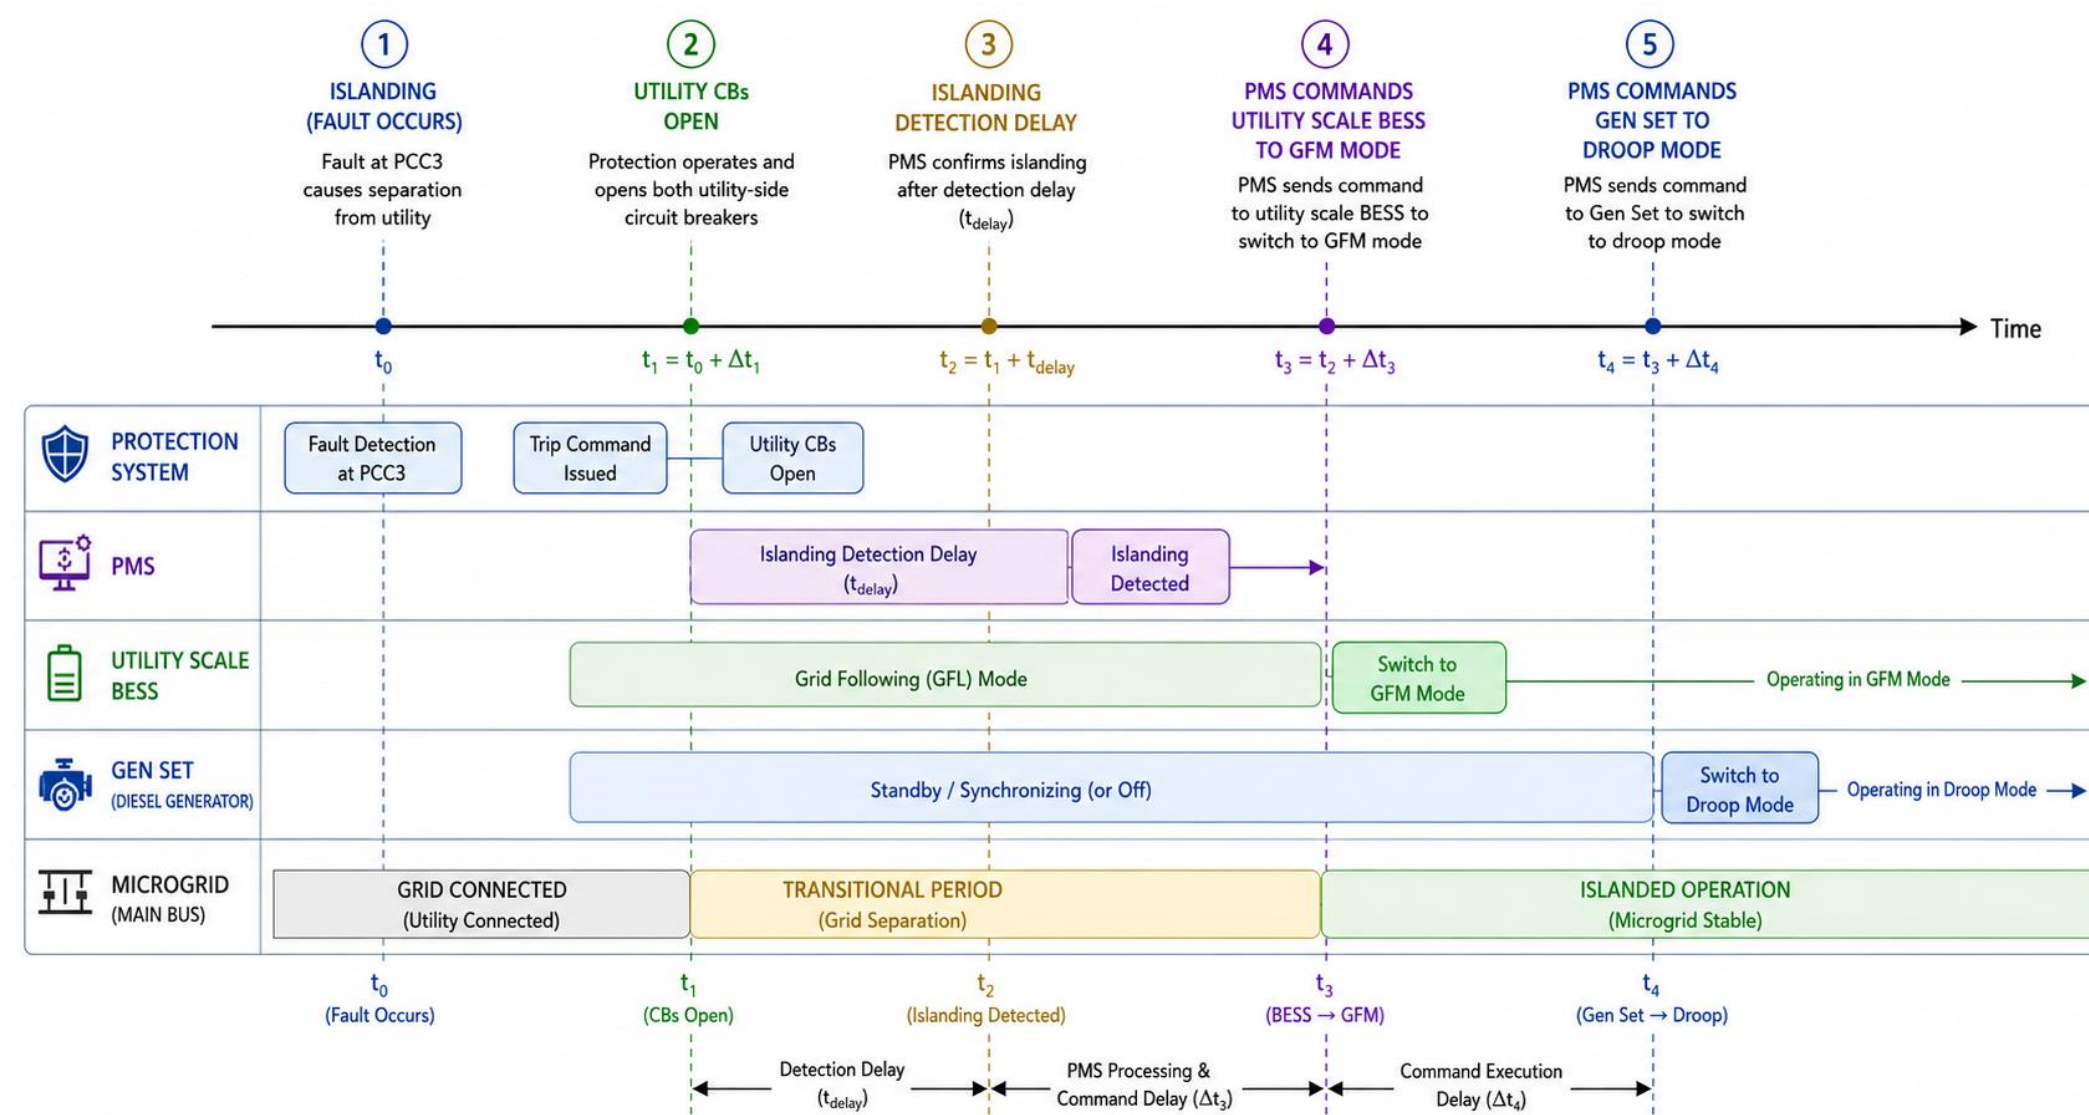 1
ISLANDING
(FAULT OCCURS)
Fault at PCC3
causes separation
from utility
2
UTILITY CBs
OPEN
Protection operates and
opens both utility-side
circuit breakers
3
ISLANDING
DETECTION DELAY
PMS confirms islanding
after detection delay
(t_delay)
4
PMS COMMANDS
UTILITY SCALE BESS
TO GFM MODE
PMS sends command
to utility scale BESS to
switch to GFM mode
5
PMS COMMANDS
GEN SET TO
DROOP MODE
PMS sends command
to Gen Set to switch
to droop mode
Time
t₀
t₁ = t₀ + Δt₁
t₂ = t₁ + t_delay
t₃ = t₂ + Δt₃
t₄ = t₃ + Δt₄
PROTECTION
SYSTEM
Fault Detection
at PCC3
Trip Command
Issued
Utility CBs
Open
PMS
Islanding Detection Delay
(t_delay)
Islanding
Detected
UTILITY SCALE
BESS
Grid Following (GFL) Mode
Switch to
GFM Mode
Operating in GFM Mode
GEN SET
(DIESEL GENERATOR)
Standby / Synchronizing (or Off)
Switch to
Droop Mode
Operating in Droop Mode
MICROGRID
(MAIN BUS)
GRID CONNECTED
(Utility Connected)
TRANSITIONAL PERIOD
(Grid Separation)
ISLANDED OPERATION
(Microgrid Stable)
t₀
(Fault Occurs)
t₁
(CBs Open)
t₂
(Islanding Detected)
t₃
(BESS → GFM)
t₄
(Gen Set → Droop)
Detection Delay
(t_delay)
PMS Processing &
Command Delay (Δt₃)
Command Execution
Delay (Δt₄)